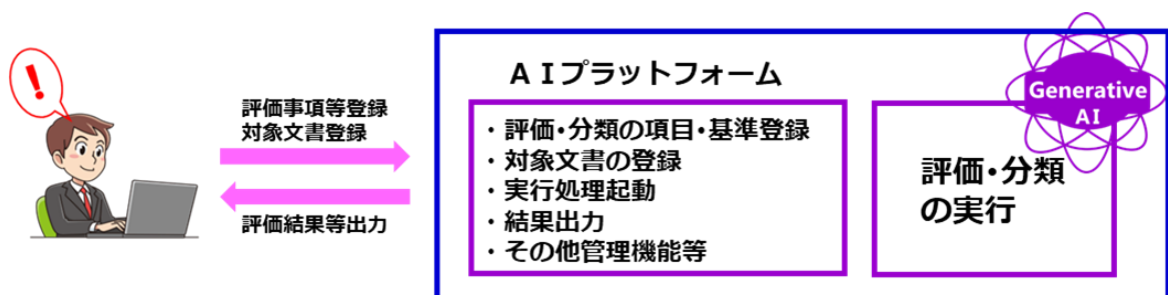 !
評価事項等登録
対象文書登録
評価結果等出力
ＡＩプラットフォーム
・評価・分類の項目・基準登録
・対象文書の登録
・実行処理起動
・結果出力
・その他管理機能等
Generative
AI
評価・分類
の実行